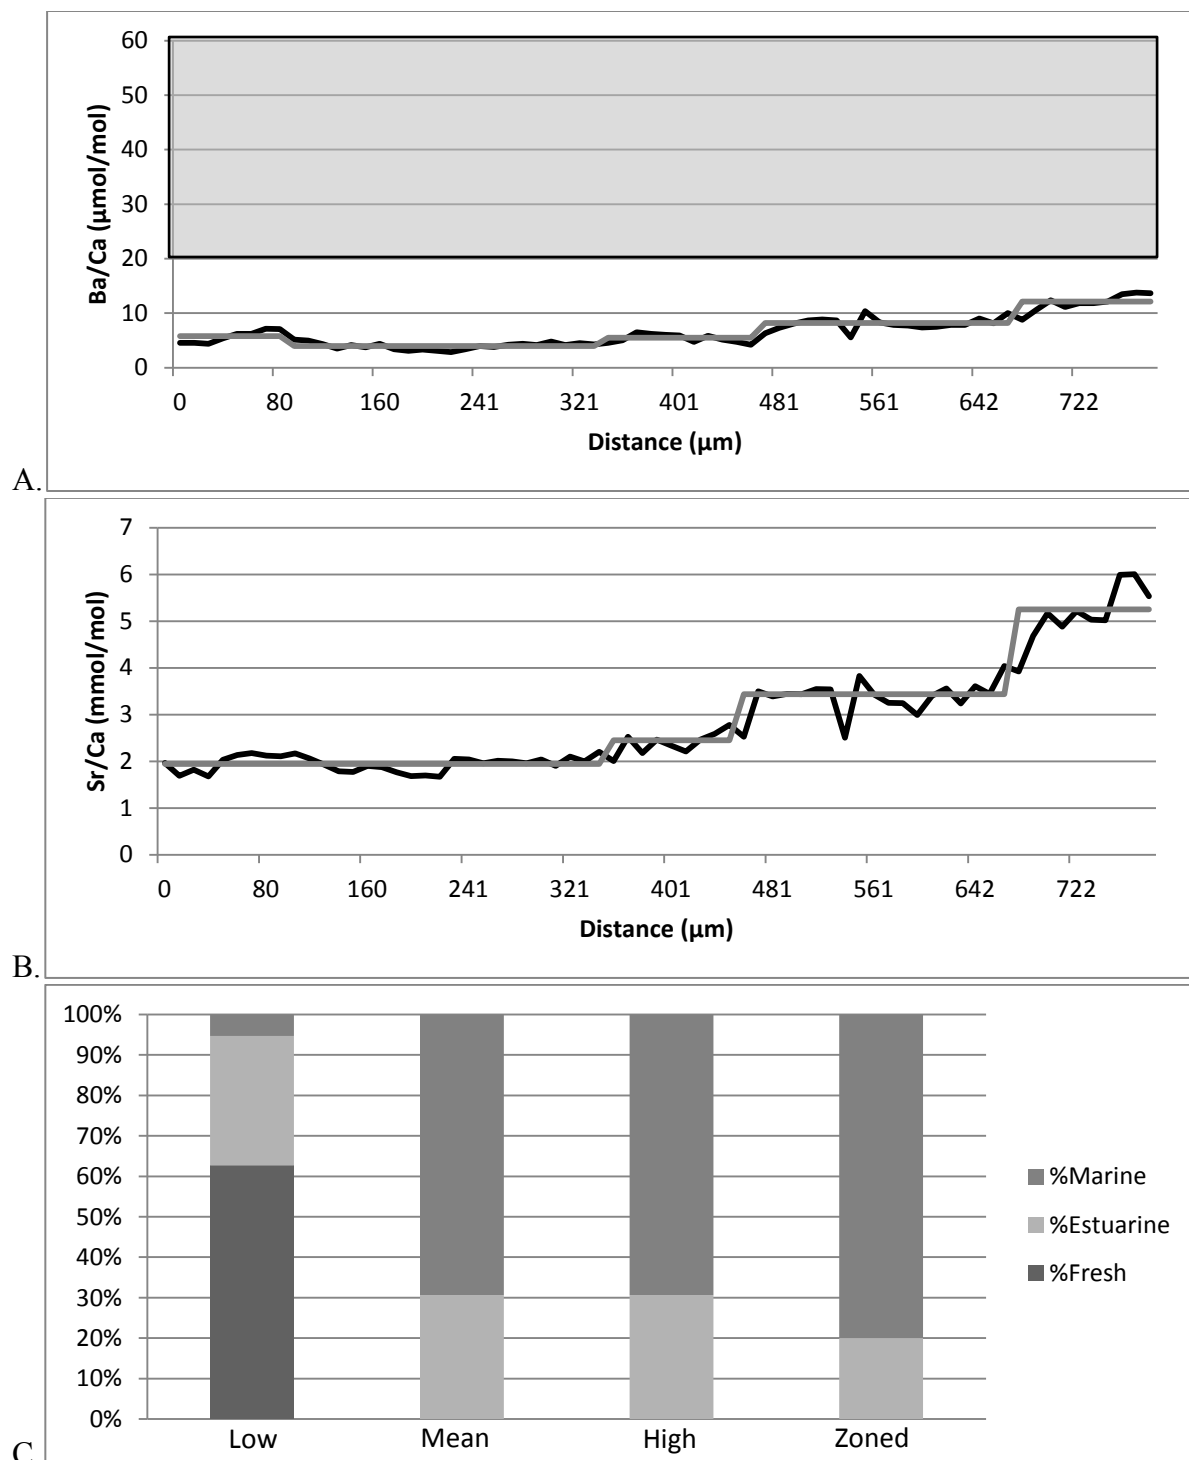 60
50
40
30
20
10
0
Ba/Ca (µmol/mol)
0 80 160 241 321 401 481 561 642 722
Distance (µm)
A.
7
6
5
4
3
2
1
0
Sr/Ca (mmol/mol)
0 80 160 241 321 401 481 561 642 722
Distance (µm)
B.
100%
90%
80%
70%
60%
50%
40%
30%
20%
10%
0%
Low Mean High Zoned
%Marine
%Estuarine
%Fresh
C